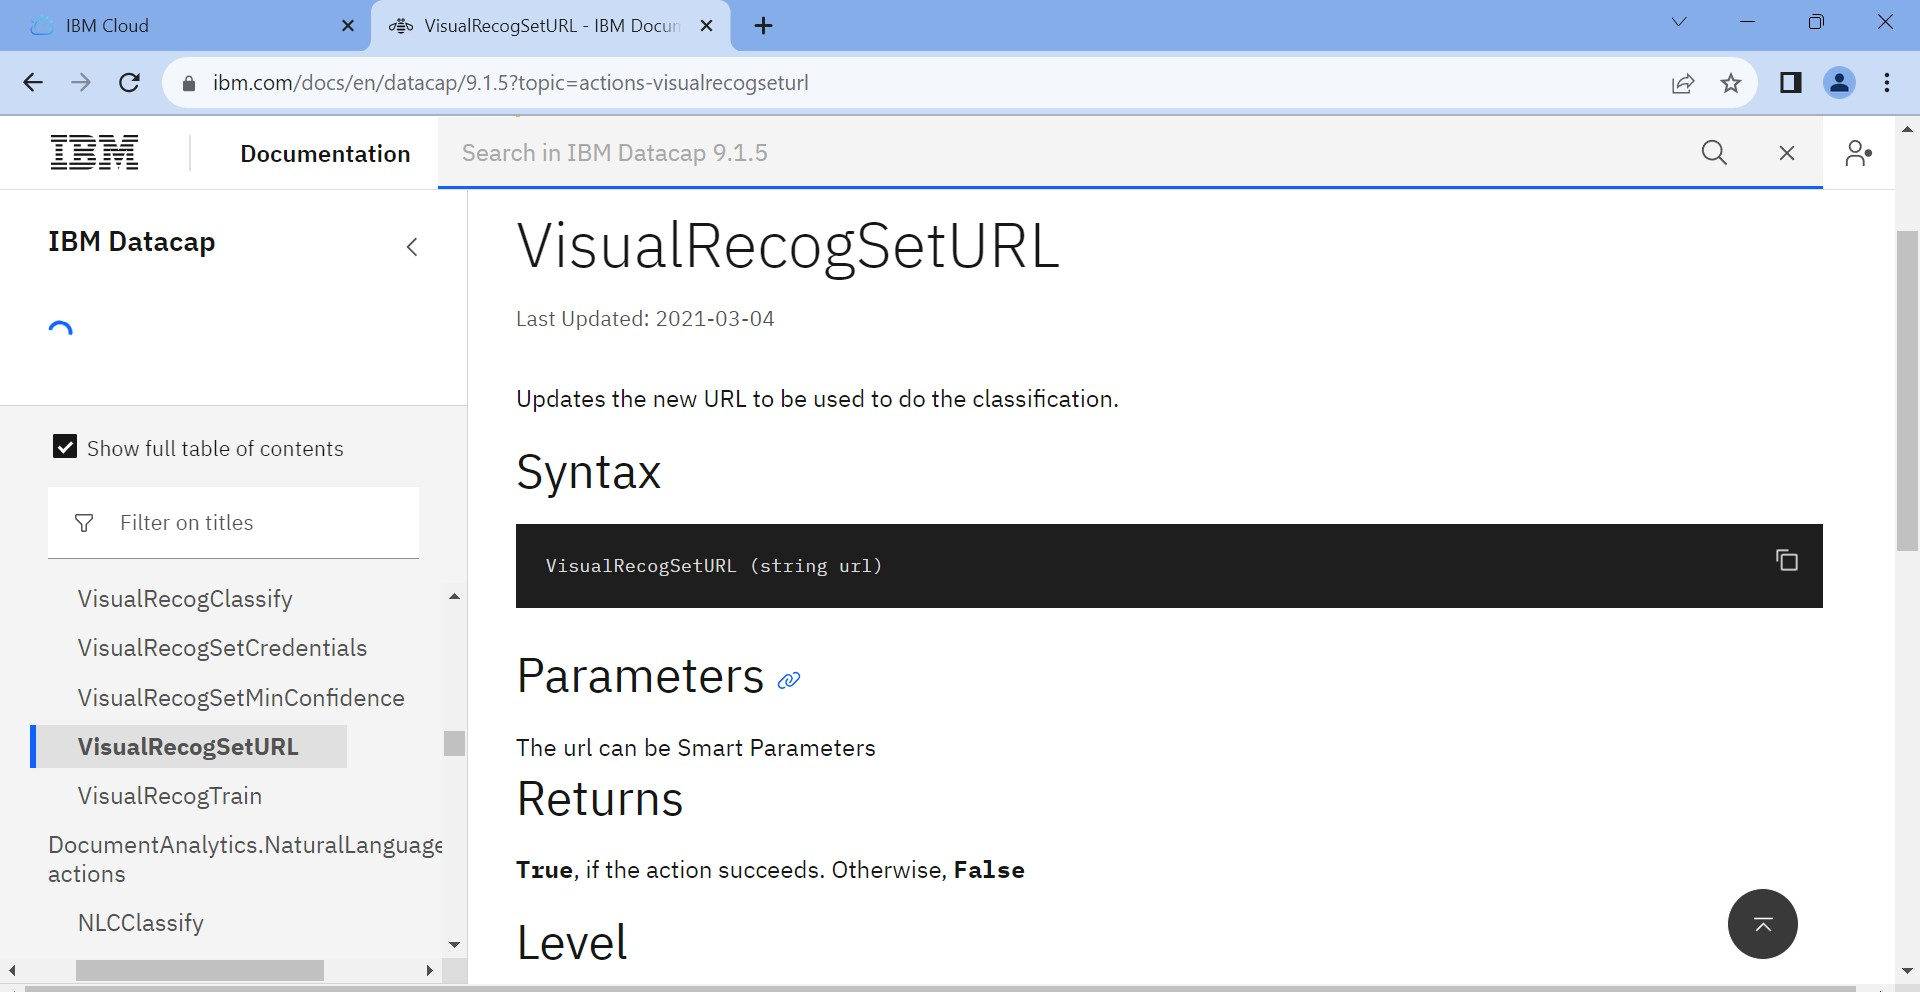 IBM Cloud
VisualRecogSetURL - IBM Docun
ibm.com/docs/en/datacap/9.1.5?topic=actions-visualrecogseturl
IBM
Documentation
Search in IBM Datacap 9.1.5
IBM Datacap
Show full table of contents
Filter on titles
VisualRecogClassify
VisualRecogSetCredentials
VisualRecogSetMinConfidence
VisualRecogSetURL
VisualRecogTrain
DocumentAnalytics.NaturalLanguage
actions
NLCClassify
VisualRecogSetURL
Last Updated: 2021-03-04
Updates the new URL to be used to do the classification.
Syntax
VisualRecogSetURL (string url)
Parameters
The url can be Smart Parameters
Returns
True, if the action succeeds. Otherwise, False
Level